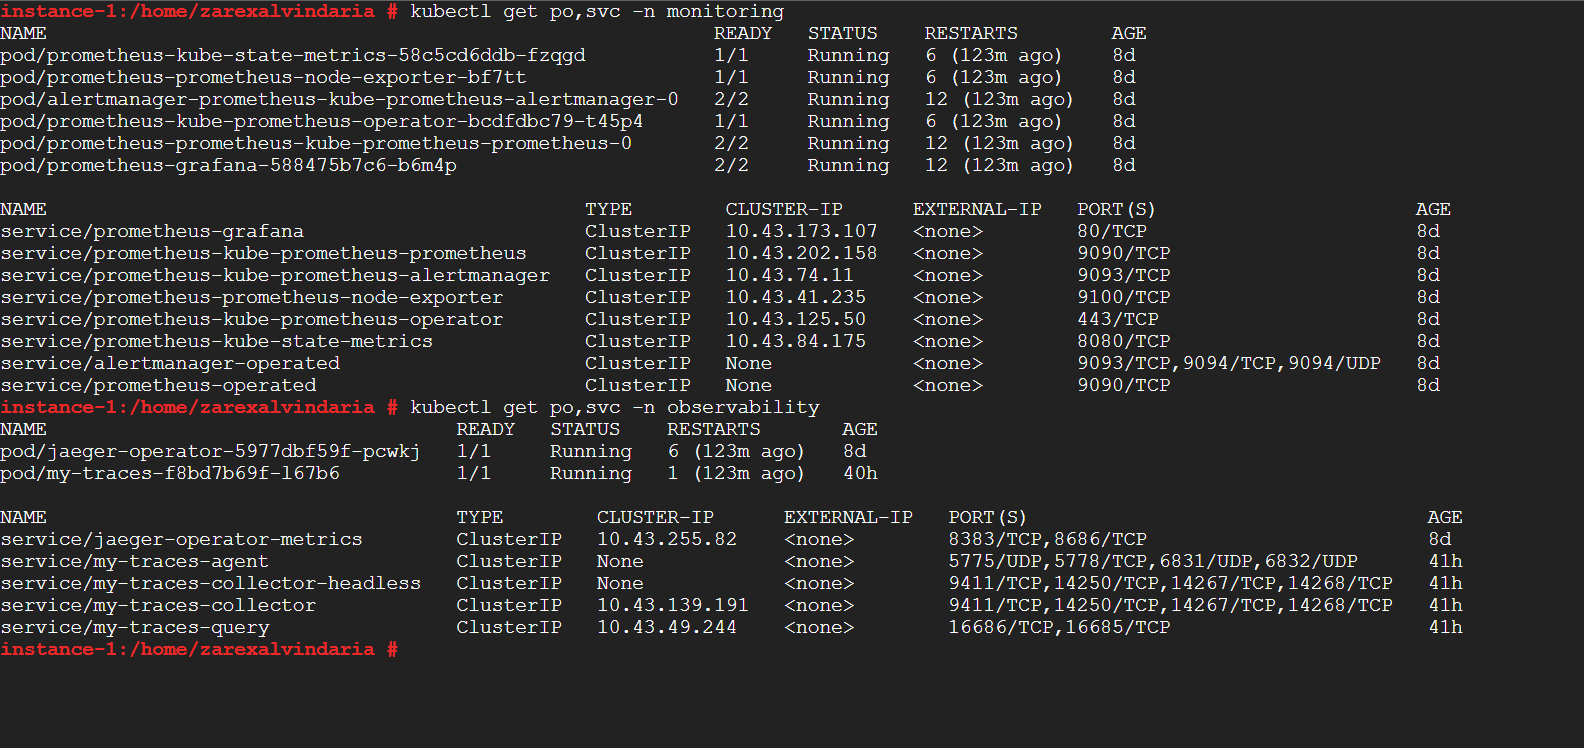 instance-1:/home/zarexalvindaria # kubectl get po,svc -n monitoring
NAME READY STATUS RESTARTS AGE
pod/prometheus-kube-state-metrics-58c5cd6ddb-fzqgd 1/1 Running 6 (123m ago) 8d
pod/prometheus-prometheus-node-exporter-bf7tt 1/1 Running 6 (123m ago) 8d
pod/alertmanager-prometheus-kube-prometheus-alertmanager-0 2/2 Running 12 (123m ago) 8d
pod/prometheus-kube-prometheus-operator-bcdfdbc79-t45p4 1/1 Running 6 (123m ago) 8d
pod/prometheus-prometheus-kube-prometheus-prometheus-0 2/2 Running 12 (123m ago) 8d
pod/prometheus-grafana-588475b7c6-b6m4p 2/2 Running 12 (123m ago) 8d
NAME TYPE CLUSTER-IP EXTERNAL-IP PORT(S) AGE
service/prometheus-grafana ClusterIP 10.43.173.107 <none> 80/TCP 8d
service/prometheus-kube-prometheus-prometheus ClusterIP 10.43.202.158 <none> 9090/TCP 8d
service/prometheus-kube-prometheus-alertmanager ClusterIP 10.43.74.11 <none> 9093/TCP 8d
service/prometheus-prometheus-node-exporter ClusterIP 10.43.41.235 <none> 9100/TCP 8d
service/prometheus-kube-prometheus-operator ClusterIP 10.43.125.50 <none> 443/TCP 8d
service/prometheus-kube-state-metrics ClusterIP 10.43.84.175 <none> 8080/TCP 8d
service/alertmanager-operated ClusterIP None <none> 9093/TCP,9094/TCP,9094/UDP 8d
service/prometheus-operated ClusterIP None <none> 9090/TCP 8d
instance-1:/home/zarexalvindaria # kubectl get po,svc -n observability
NAME READY STATUS RESTARTS AGE
pod/jaeger-operator-5977dbf59f-pcwkj 1/1 Running 6 (123m ago) 8d
pod/my-traces-f8bd7b69f-l67b6 1/1 Running 1 (123m ago) 40h
NAME TYPE CLUSTER-IP EXTERNAL-IP PORT(S) AGE
service/jaeger-operator-metrics ClusterIP 10.43.255.82 <none> 8383/TCP,8686/TCP 8d
service/my-traces-agent ClusterIP None <none> 5775/UDP,5778/TCP,6831/UDP,6832/UDP 41h
service/my-traces-collector-headless ClusterIP None <none> 9411/TCP,14250/TCP,14267/TCP,14268/TCP 41h
service/my-traces-collector ClusterIP 10.43.139.191 <none> 9411/TCP,14250/TCP,14267/TCP,14268/TCP 41h
service/my-traces-query ClusterIP 10.43.49.244 <none> 16686/TCP,16685/TCP 41h
instance-1:/home/zarexalvindaria #